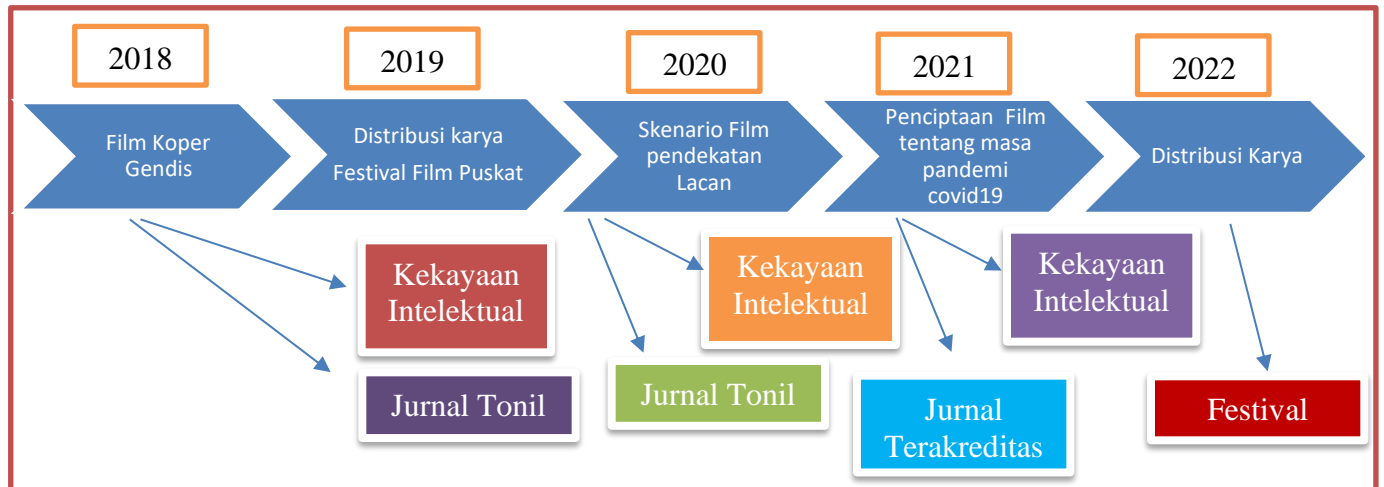 2018
2019
2020
2021
2022
Film Koper
Gendis
Distribusi karya
Festival Film Puskat
Skenario Film
pendekatan
Lacan
Penciptaan Film
tentang masa
pandemi
covid19
Distribusi Karya
Kekayaan
Intelektual
Kekayaan
Intelektual
Kekayaan
Intelektual
Jurnal Tonil
Jurnal Tonil
Jurnal
Terakreditas
Festival